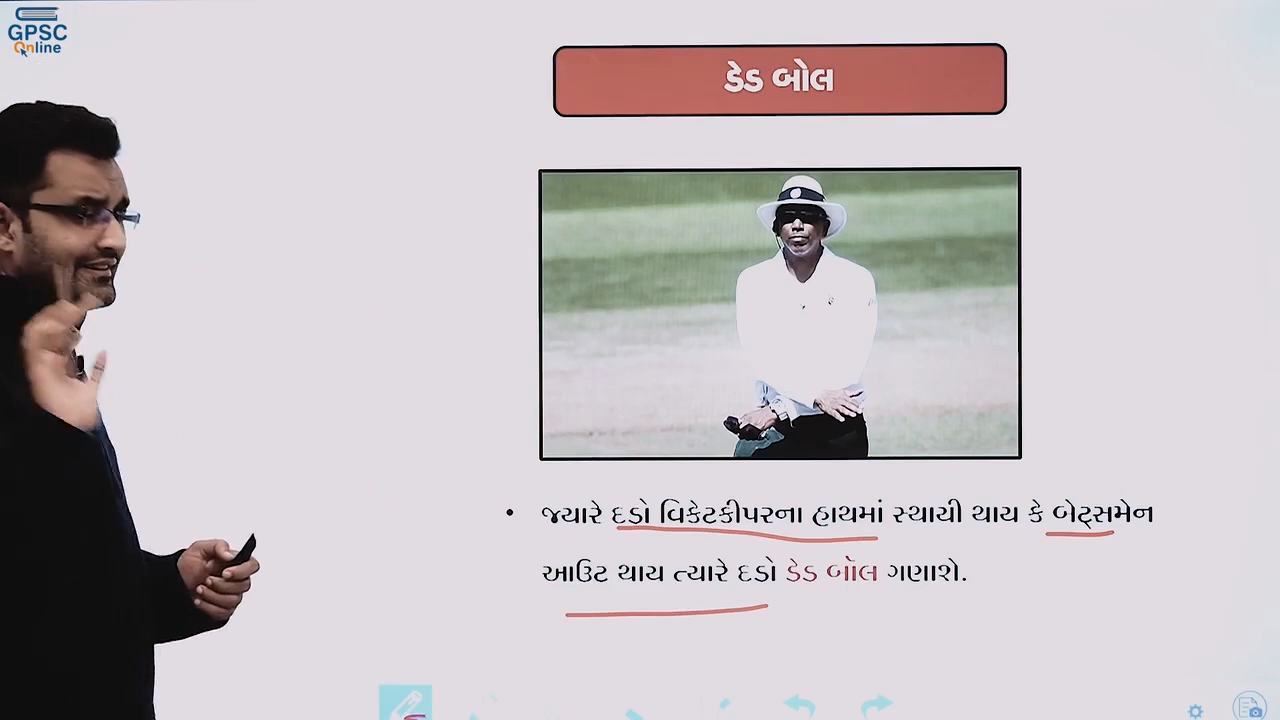 GPSC
Online
ડેડ બોલ
• જ્યારે દડો વિકેટકીપરના હાથમાં સ્થાયી થાય કે બેટ્સમેન
આઉટ થાય ત્યારે દડો ડેડ બૉલ ગણાશે.